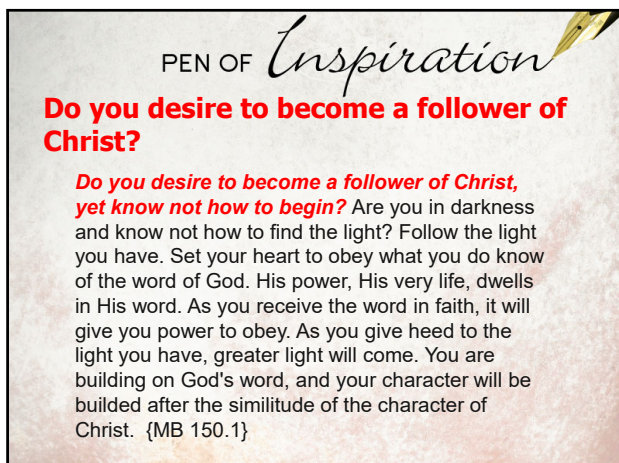 PEN OF Inspiration
Do you desire to become a follower of
Christ?
Do you desire to become a follower of Christ,
yet know not how to begin? Are you in darkness
and know not how to find the light? Follow the light
you have. Set your heart to obey what you do know
of the word of God. His power, His very life, dwells
in His word. As you receive the word in faith, it will
give you power to obey. As you give heed to the
light you have, greater light will come. You are
building on God's word, and your character will be
builded after the similitude of the character of
Christ. {MB 150.1}